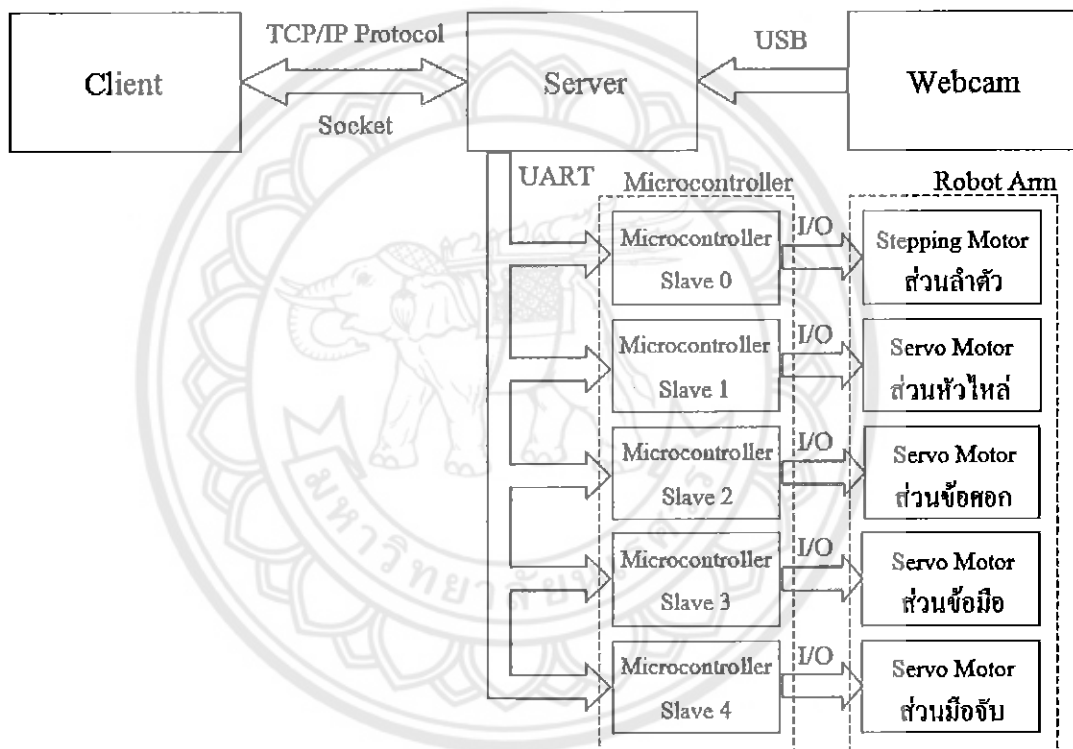 TCP/IP Protocol
USB
Client
Server
Webcam
Socket
UART
Microcontroller
Robot Arm
Microcontroller
Slave 0
I/O
Stepping Motor
ส่วนลำตัว
Microcontroller
Slave 1
I/O
Servo Motor
ส่วนหัวไหล่
Microcontroller
Slave 2
I/O
Servo Motor
ส่วนข้อศอก
Microcontroller
Slave 3
I/O
Servo Motor
ส่วนข้อมือ
Microcontroller
Slave 4
I/O
Servo Motor
ส่วนมือจับ